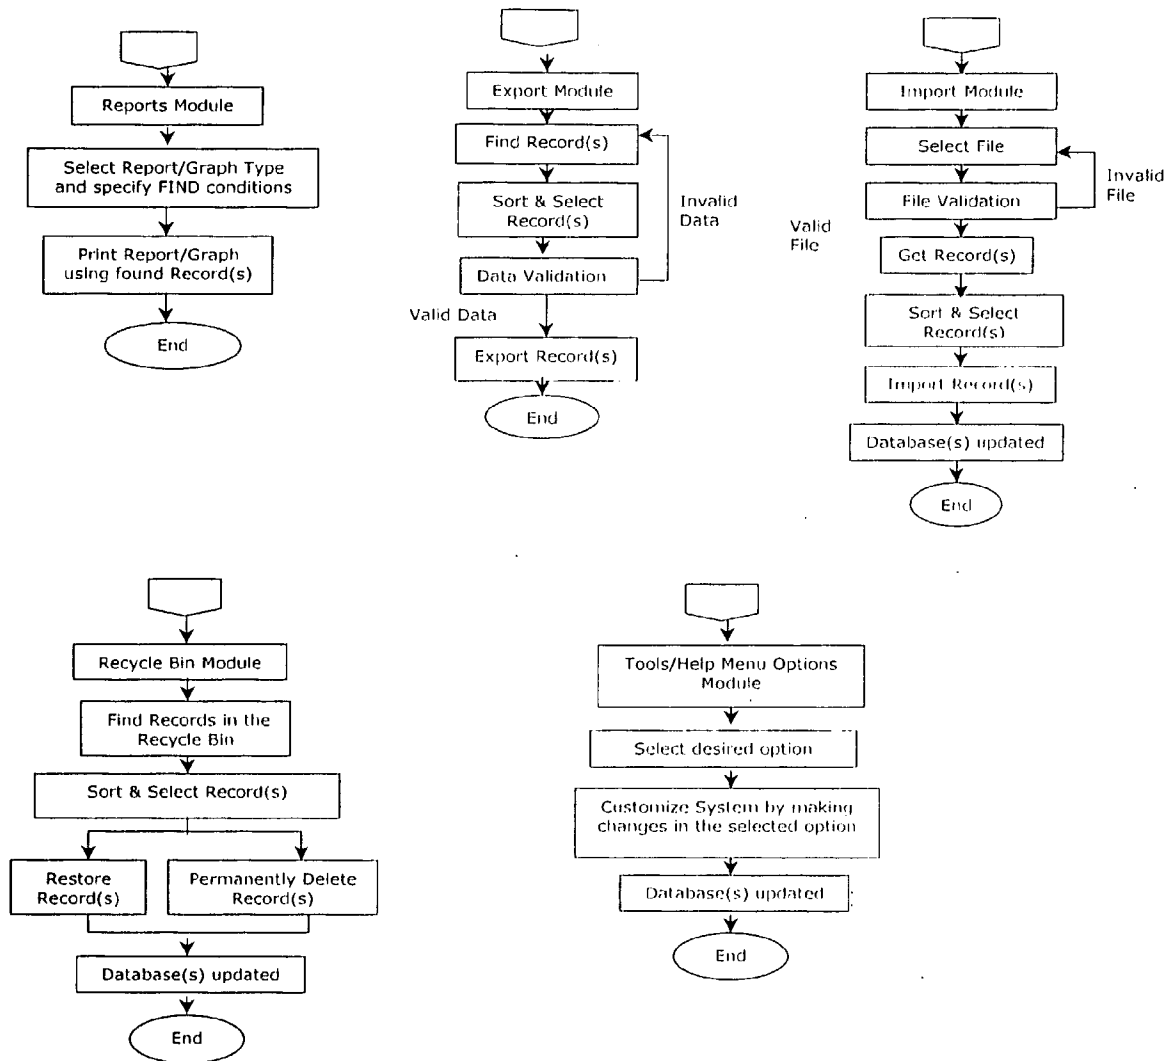 Reports Module
Select Report/Graph Type
and specify FIND conditions
Print Report/Graph
using found Record(s)
End
Export Module
Find Record(s)
Sort & Select
Record(s)
Data Validation
Invalid
Data
Valid Data
Export Record(s)
End
Import Module
Select File
File Validation
Invalid
File
Valid
File
Get Record(s)
Sort & Select
Record(s)
Import Record(s)
Database(s) updated
End
Recycle Bin Module
Find Records in the
Recycle Bin
Sort & Select Record(s)
Restore
Record(s)
Permanently Delete
Record(s)
Database(s) updated
End
Tools/Help Menu Options
Module
Select desired option
Customize System by making
changes in the selected option
Database(s) updated
End